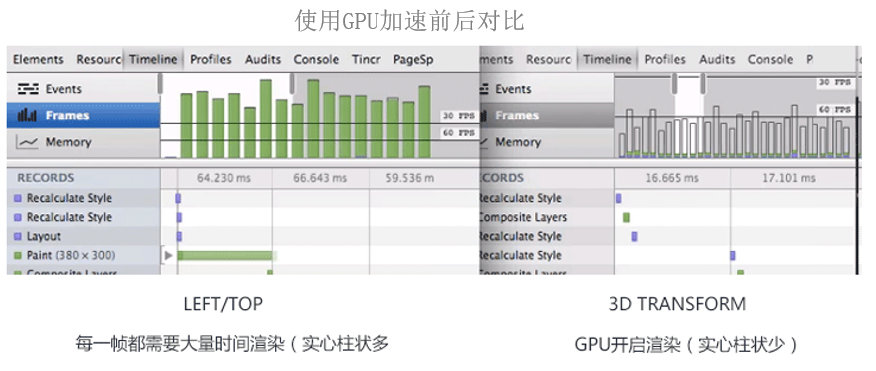 使用GPU加速前后对比
Elements Resourc Timeline Profiles Audits Console Tincr PageSp
Events
Frames
Memory
30 FPS
60 FPS
RECORDS 64.230 ms 66.643 ms 59.536 m
Recalculate Style
Recalculate Style
Layout
Paint (380 × 300)
Composite Layers
ments Resourc Timeline Profiles Audits Console P
Events
Frames
Memory
30 FPS
60 FPS
RECORDS 16.665 ms 17.101 ms
Recalculate Style
Composite Layers
Recalculate Style
Recalculate Style
Composite Layers
LEFT/TOP
每一帧都需要大量时间渲染（实心柱状多
3D TRANSFORM
GPU开启渲染（实心柱状少）